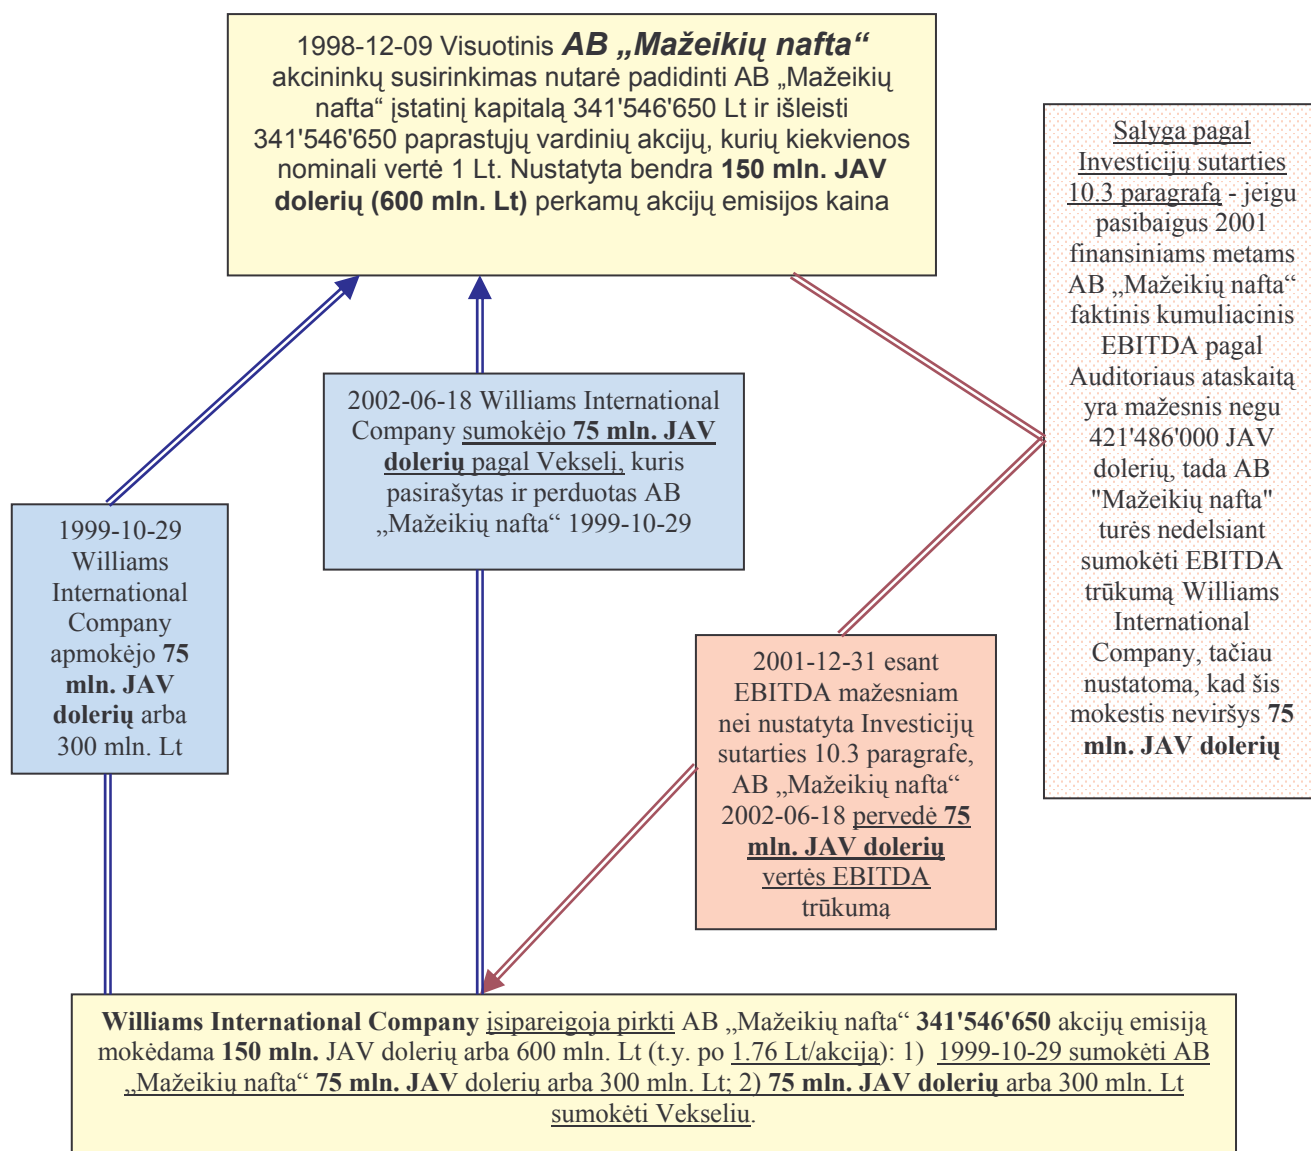 1998-12-09 Visuotinis AB „Mažeikių nafta“
akcininkų susirinkimas nutarė padidinti AB „Mažeikių
nafta“ įstatinį kapitalą 341'546'650 Lt ir išleisti
341'546'650 paprastųjų vardinių akcijų, kurių kiekvienos
nominali vertė 1 Lt. Nustatyta bendra 150 mln. JAV
dolerių (600 mln. Lt) perkamų akcijų emisijos kaina
Sąlyga pagal
Investicijų sutarties
10.3 paragrafą - jeigu
pasibaigus 2001
finansiniams metams
AB „Mažeikių nafta“
faktinis kumuliacinis
EBITDA pagal
Auditoriaus ataskaitą
yra mažesnis negu
421'486'000 JAV
dolerių, tada AB
"Mažeikių nafta"
turės nedelsiant
sumokėti EBITDA
trūkumą Williams
International
Company, tačiau
nustatoma, kad šis
mokestis neviršys 75
mln. JAV dolerių
2002-06-18 Williams International
Company sumokėjo 75 mln. JAV
dolerių pagal Vekselį, kuris
pasirašytas ir perduotas AB
„Mažeikių nafta“ 1999-10-29
1999-10-29
Williams
International
Company
apmokėjo 75
mln. JAV
dolerių arba
300 mln. Lt
2001-12-31 esant
EBITDA mažesniam
nei nustatyta Investicijų
sutarties 10.3 paragrafe,
AB „Mažeikių nafta“
2002-06-18 pervedė 75
mln. JAV dolerių
vertės EBITDA
trūkumą
Williams International Company įsipareigoja pirkti AB „Mažeikių nafta“ 341'546'650 akcijų emisiją
mokėdama 150 mln. JAV dolerių arba 600 mln. Lt (t.y. po 1.76 Lt/akciją): 1) 1999-10-29 sumokėti AB
„Mažeikių nafta“ 75 mln. JAV dolerių arba 300 mln. Lt; 2) 75 mln. JAV dolerių arba 300 mln. Lt
sumokėti Vekseliu.